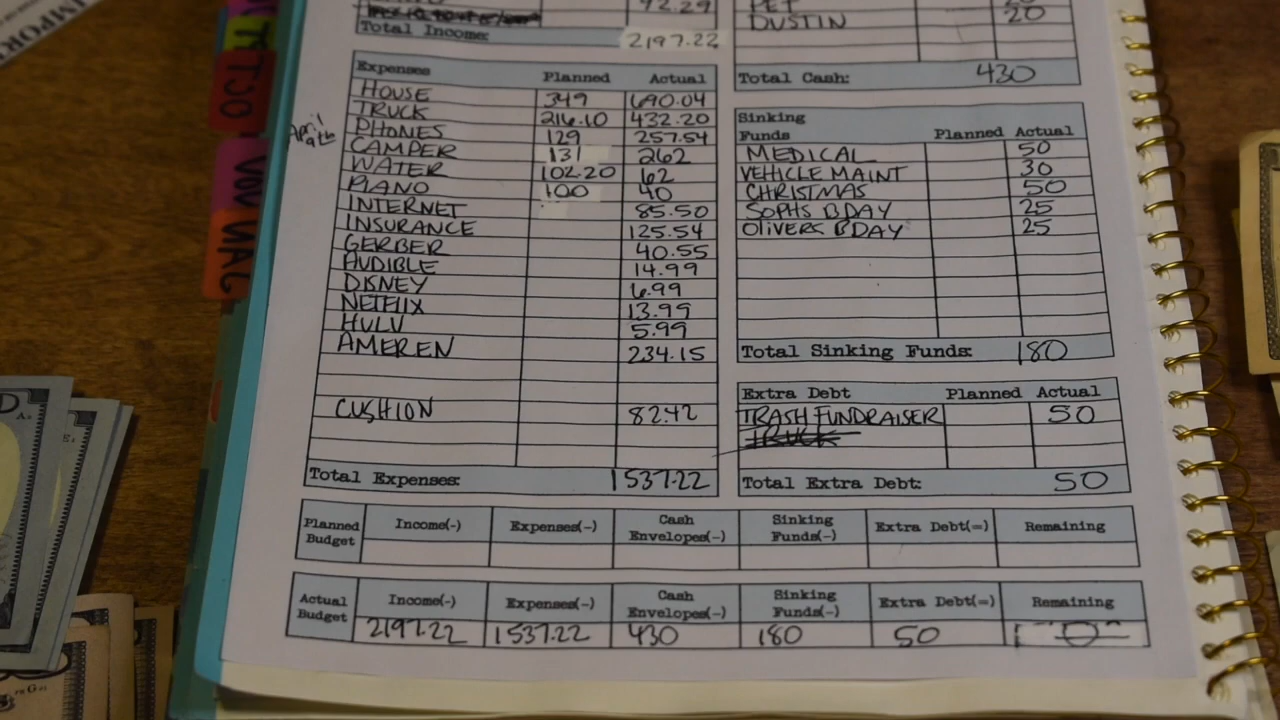 IMPORT
92.29
Total Income: 2197.22
Expenses Planned Actual
HOUSE 349 690.04
TRUCK 216.10 432.20
April 9th
PHONES 129 257.54
CAMPER 131 262
WATER 102.20 62
PIANO 100 40
INTERNET 85.50
INSURANCE 125.54
GERBER 40.55
AUDIBLE 14.99
DISNEY 6.99
NETFLIX 13.99
HULU 5.99
AMEREN 234.15
CUSHION 82.42
Total Expenses: 1537.22
PET 20
DUSTIN 20
Total Cash: 430
Sinking
Funds Planned Actual
MEDICAL 50
VEHICLE MAINT 30
CHRISTMAS 50
SOPHS BDAY 25
OLIVERS BDAY 25
Total Sinking Funds: 180
Extra Debt Planned Actual
TRASH FUNDRAISER 50
TRUCK
Total Extra Debt: 50
Planned Budget Income(-) Expenses(-) Cash Envelopes(-) Sinking Funds(-) Extra Debt(=) Remaining
Actual Budget Income(-) Expenses(-) Cash Envelopes(-) Sinking Funds(-) Extra Debt(=) Remaining
2197.22 1537.22 430 180 50 0